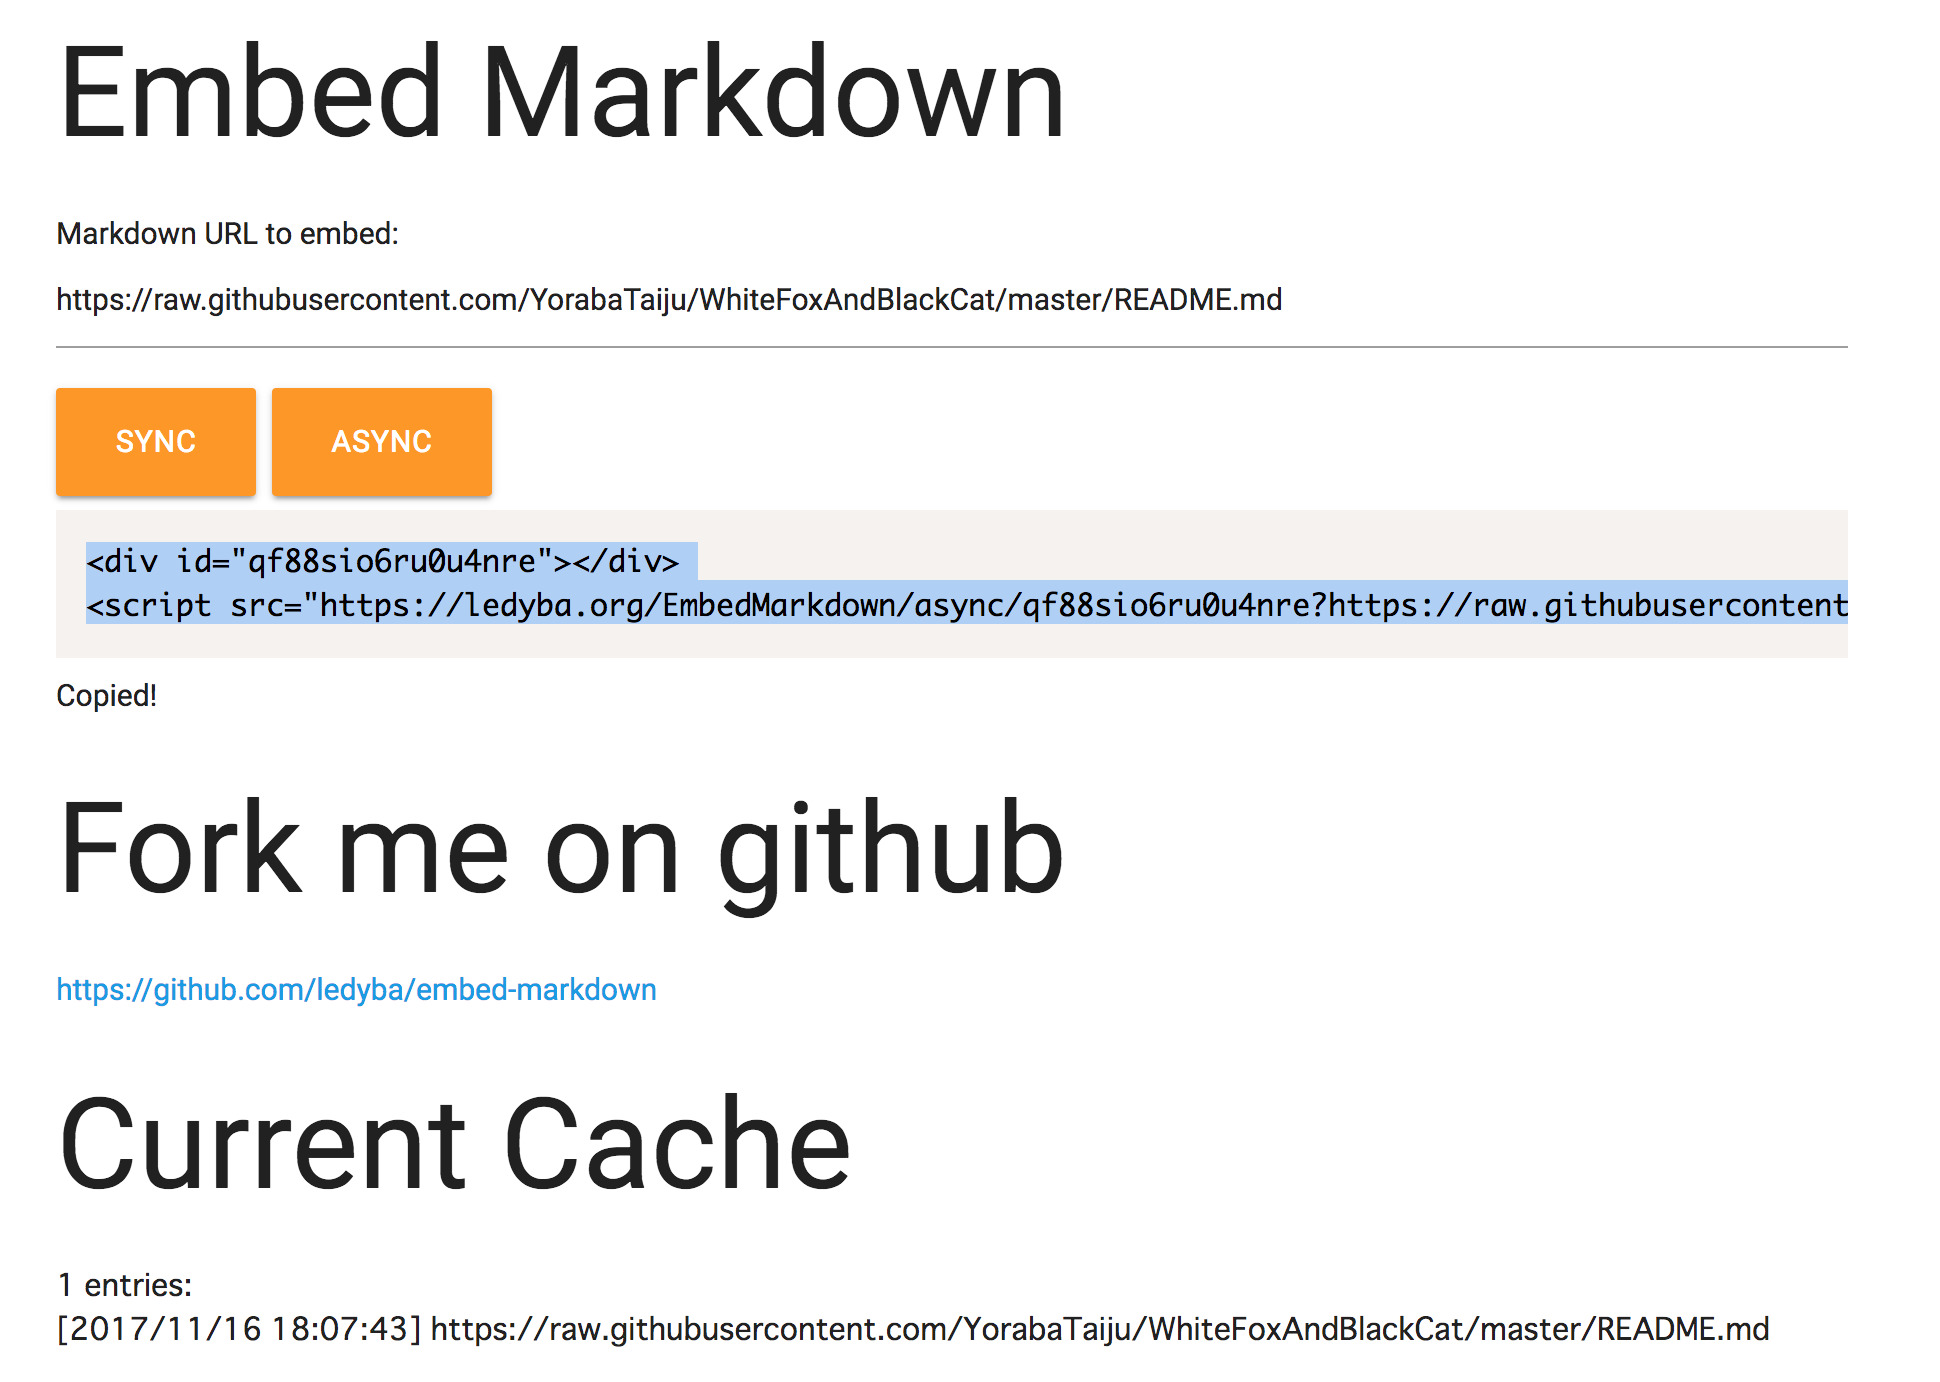 Embed Markdown
Markdown URL to embed:
https://raw.githubusercontent.com/YorabaTaiju/WhiteFoxAndBlackCat/master/README.md
SYNC ASYNC
<div id="qf88sio6ru0u4nre"></div>
<script src="https://ledyba.org/EmbedMarkdown/async/qf88sio6ru0u4nre?https://raw.githubusercontent
Copied!
Fork me on github
https://github.com/ledyba/embed-markdown
Current Cache
1 entries:
[2017/11/16 18:07:43] https://raw.githubusercontent.com/YorabaTaiju/WhiteFoxAndBlackCat/master/README.md